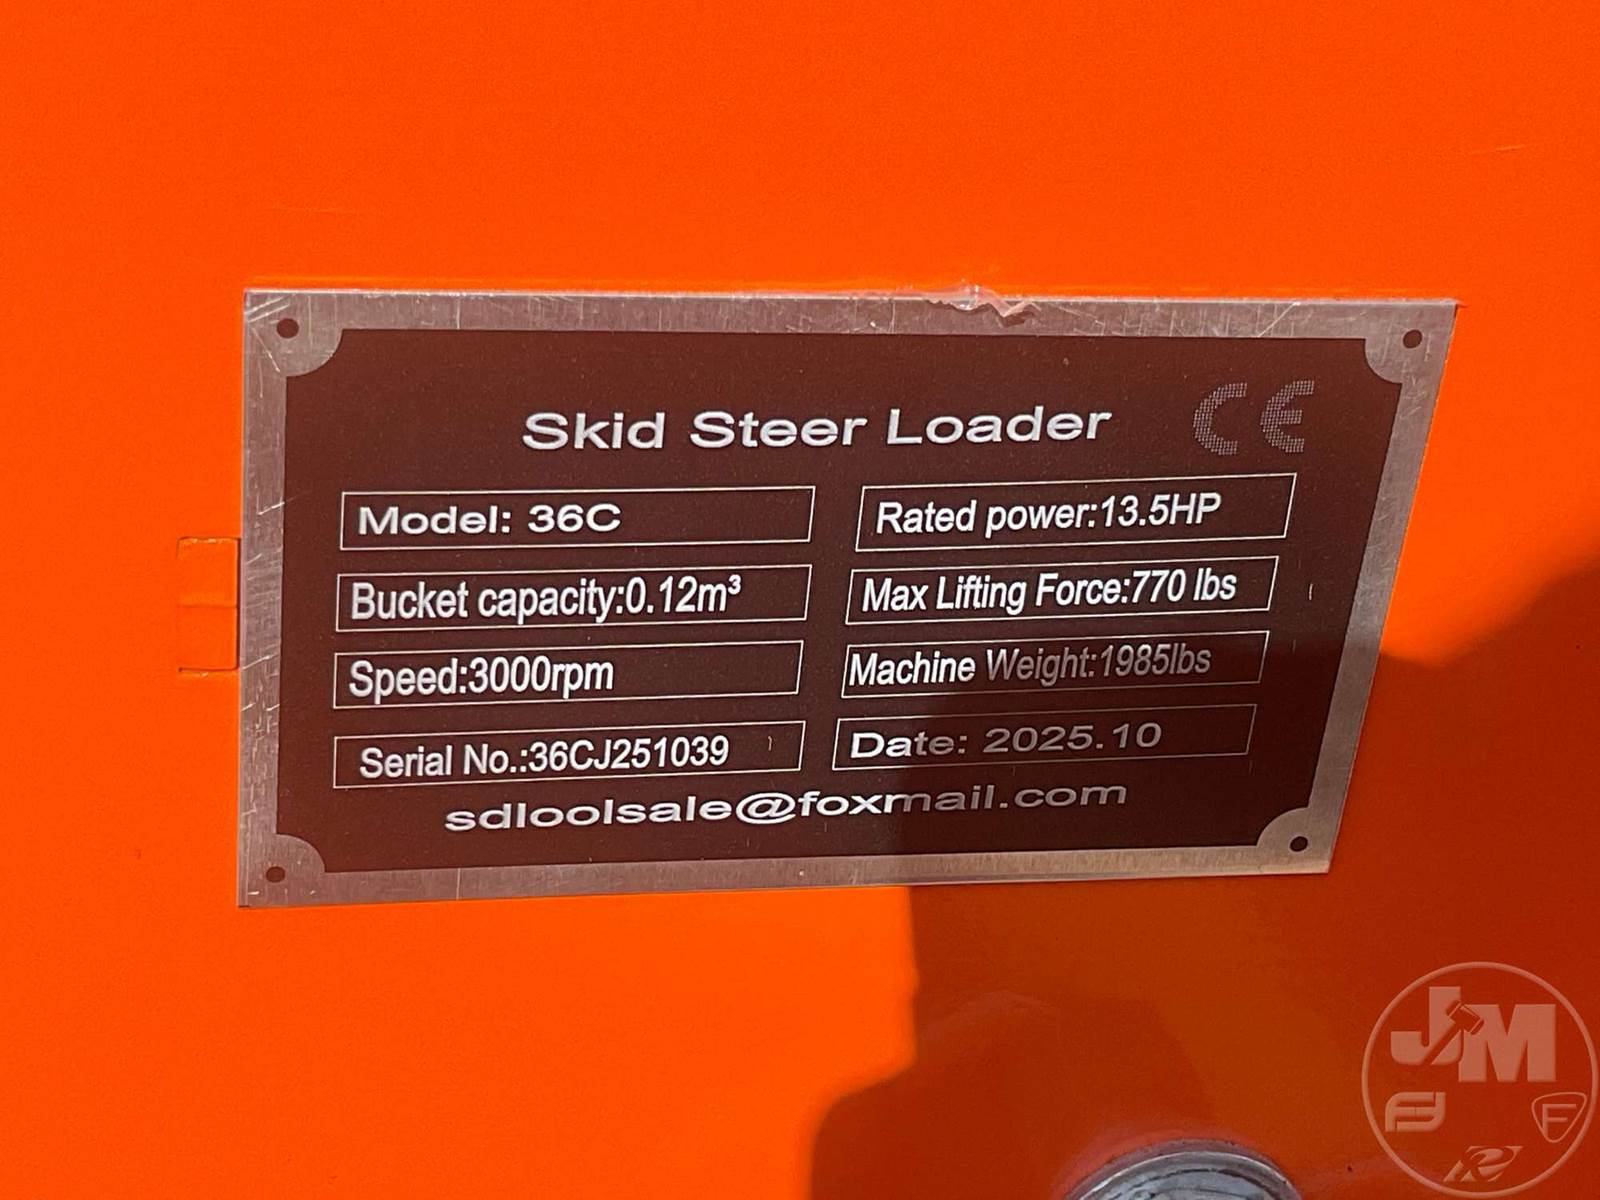 Skid Steer Loader CE
Model: 36C
Rated power:13.5HP
Bucket capacity:0.12m³
Max Lifting Force:770 lbs
Speed:3000rpm
Machine Weight:1985lbs
Serial No.:36CJ251039
Date: 2025.10
sdloolsale@foxmail.com
JM
F